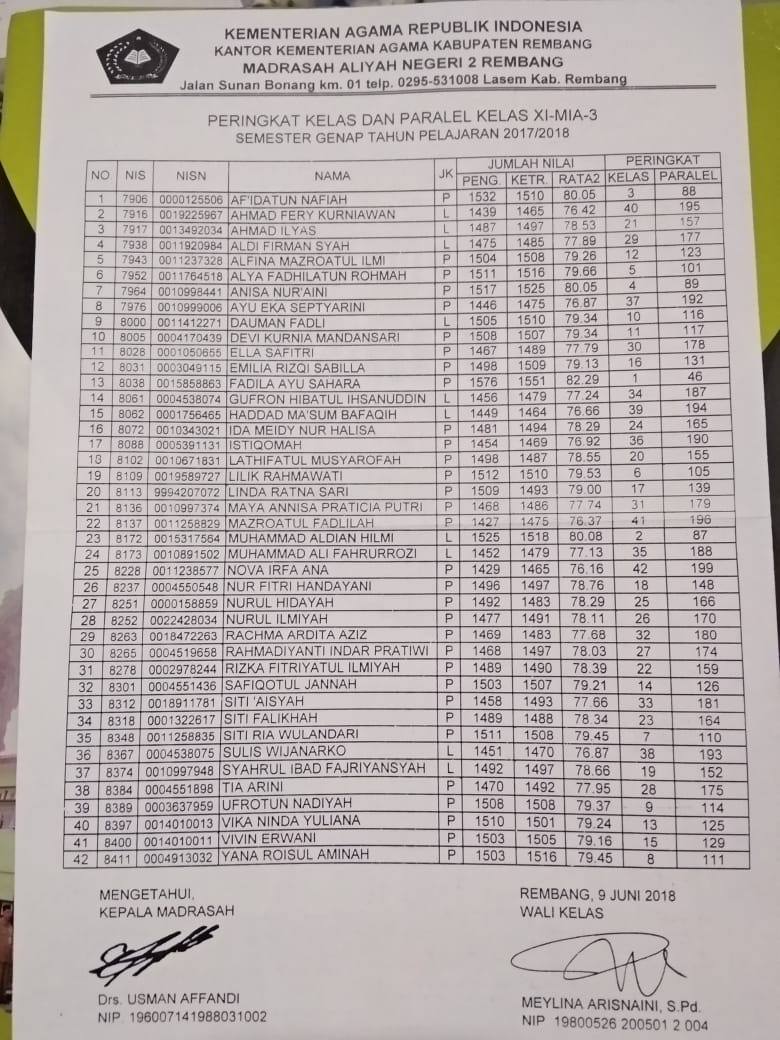 KEMENTERIAN AGAMA REPUBLIK INDONESIA
KANTOR KEMENTERIAN AGAMA KABUPATEN REMBANG
MADRASAH ALIYAH NEGERI 2 REMBANG
Jalan Sunan Bonang km. 01 telp. 0295-531008 Lasem Kab. Rembang
PERINGKAT KELAS DAN PARALEL KELAS XI-MIA-3
SEMESTER GENAP TAHUN PELAJARAN 2017/2018
NO NIS NISN NAMA JK JUMLAH NILAI PERINGKAT
PENG. KETR. RATA2 KELAS PARALEL
1 7906 0000125506 AF'IDATUN NAFIAH P 1532 1510 80.05 3 88
2 7916 0019225967 AHMAD FERY KURNIAWAN L 1439 1465 76.42 40 195
3 7917 0013492034 AHMAD ILYAS L 1487 1497 78.53 21 157
4 7938 0011920984 ALDI FIRMAN SYAH L 1475 1485 77.89 29 177
5 7943 0011237328 ALFINA MAZROATUL ILMI P 1504 1508 79.26 12 123
6 7952 0011764518 ALYA FADHILATUN ROHMAH P 1511 1516 79.66 5 101
7 7964 0010998441 ANISA NUR'AINI P 1517 1525 80.05 4 89
8 7976 0010999006 AYU EKA SEPTYARINI P 1446 1475 76.87 37 192
9 8000 0011412271 DAUMAN FADLI L 1505 1510 79.34 10 116
10 8005 0004170439 DEVI KURNIA MANDANSARI P 1508 1507 79.34 11 117
11 8028 0001050655 ELLA SAFITRI P 1467 1489 77.79 30 178
12 8031 0003049115 EMILIA RIZQI SABILLA P 1498 1509 79.13 16 131
13 8038 0015858863 FADILA AYU SAHARA P 1576 1551 82.29 1 46
14 8061 0004538074 GUFRON HIBATUL IHSANUDDIN L 1456 1479 77.24 34 187
15 8062 0001756465 HADDAD MA'SUM BAFAQIH L 1449 1464 76.66 39 194
16 8072 0010343021 IDA MEIDY NUR HALISA P 1481 1494 78.29 24 165
17 8088 0005391131 ISTIQOMAH P 1454 1469 76.92 36 190
18 8102 0010671831 LATHIFATUL MUSYAROFAH P 1498 1487 78.55 20 155
19 8109 0019589727 LILIK RAHMAWATI P 1512 1510 79.53 6 105
20 8113 9994207072 LINDA RATNA SARI P 1509 1493 79.00 17 139
21 8136 0010997374 MAYA ANNISA PRATICIA PUTRI P 1468 1486 77.74 31 179
22 8137 0011258829 MAZROATUL FADLILAH P 1427 1475 76.37 41 196
23 8172 0015317564 MUHAMMAD ALDIAN HILMI L 1525 1518 80.08 2 87
24 8173 0010891502 MUHAMMAD ALI FAHRURROZI L 1452 1479 77.13 35 188
25 8228 0011238577 NOVA IRFA ANA P 1429 1465 76.16 42 199
26 8237 0004550548 NUR FITRI HANDAYANI P 1496 1497 78.76 18 148
27 8251 0000158859 NURUL HIDAYAH P 1492 1483 78.29 25 166
28 8252 0022428034 NURUL ILMIYAH P 1477 1491 78.11 26 170
29 8263 0018472263 RACHMA ARDITA AZIZ P 1469 1483 77.68 32 180
30 8265 0004519658 RAHMADIYANTI INDAR PRATIWI P 1468 1497 78.03 27 174
31 8278 0002978244 RIZKA FITRIYATUL ILMIYAH P 1489 1490 78.39 22 159
32 8301 0004551436 SAFIQOTUL JANNAH P 1503 1507 79.21 14 126
33 8312 0018911781 SITI 'AISYAH P 1458 1493 77.66 33 181
34 8318 0001322617 SITI FALIKHAH P 1489 1488 78.34 23 164
35 8348 0011258835 SITI RIA WULANDARI P 1511 1508 79.45 7 110
36 8367 0004538075 SULIS WIJANARKO L 1451 1470 76.87 38 193
37 8374 0010997948 SYAHRUL IBAD FAJRIYANSYAH L 1492 1497 78.66 19 152
38 8384 0004551898 TIA ARINI P 1470 1492 77.95 28 175
39 8389 0003637959 UFROTUN NADIYAH P 1508 1508 79.37 9 114
40 8397 0014010013 VIKA NINDA YULIANA P 1510 1501 79.24 13 125
41 8400 0014010011 VIVIN ERWANI P 1503 1505 79.16 15 129
42 8411 0004913032 YANA ROISUL AMINAH P 1503 1516 79.45 8 111
MENGETAHUI,
KEPALA MADRASAH
Drs. USMAN AFFANDI
NIP. 196007141988031002
REMBANG, 9 JUNI 2018
WALI KELAS
MEYLINA ARISNAINI, S.Pd.
NIP 19800526 200501 2 004